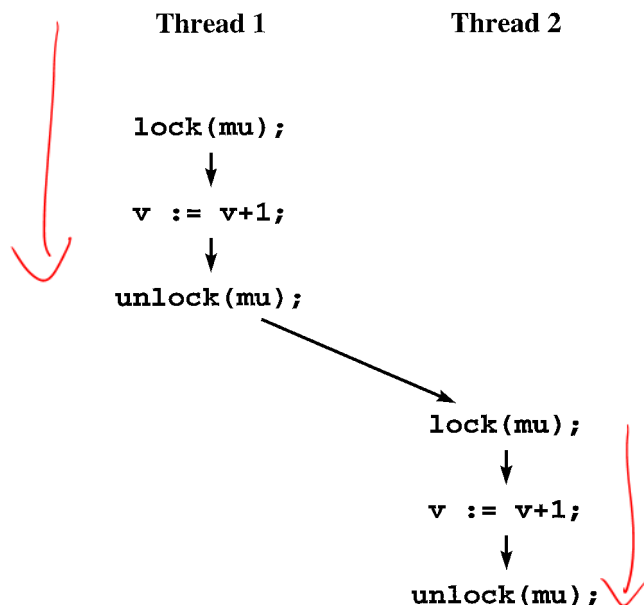 Thread 1 Thread 2
lock(mu);
v := v+1;
unlock(mu);
lock(mu);
v := v+1;
unlock(mu);